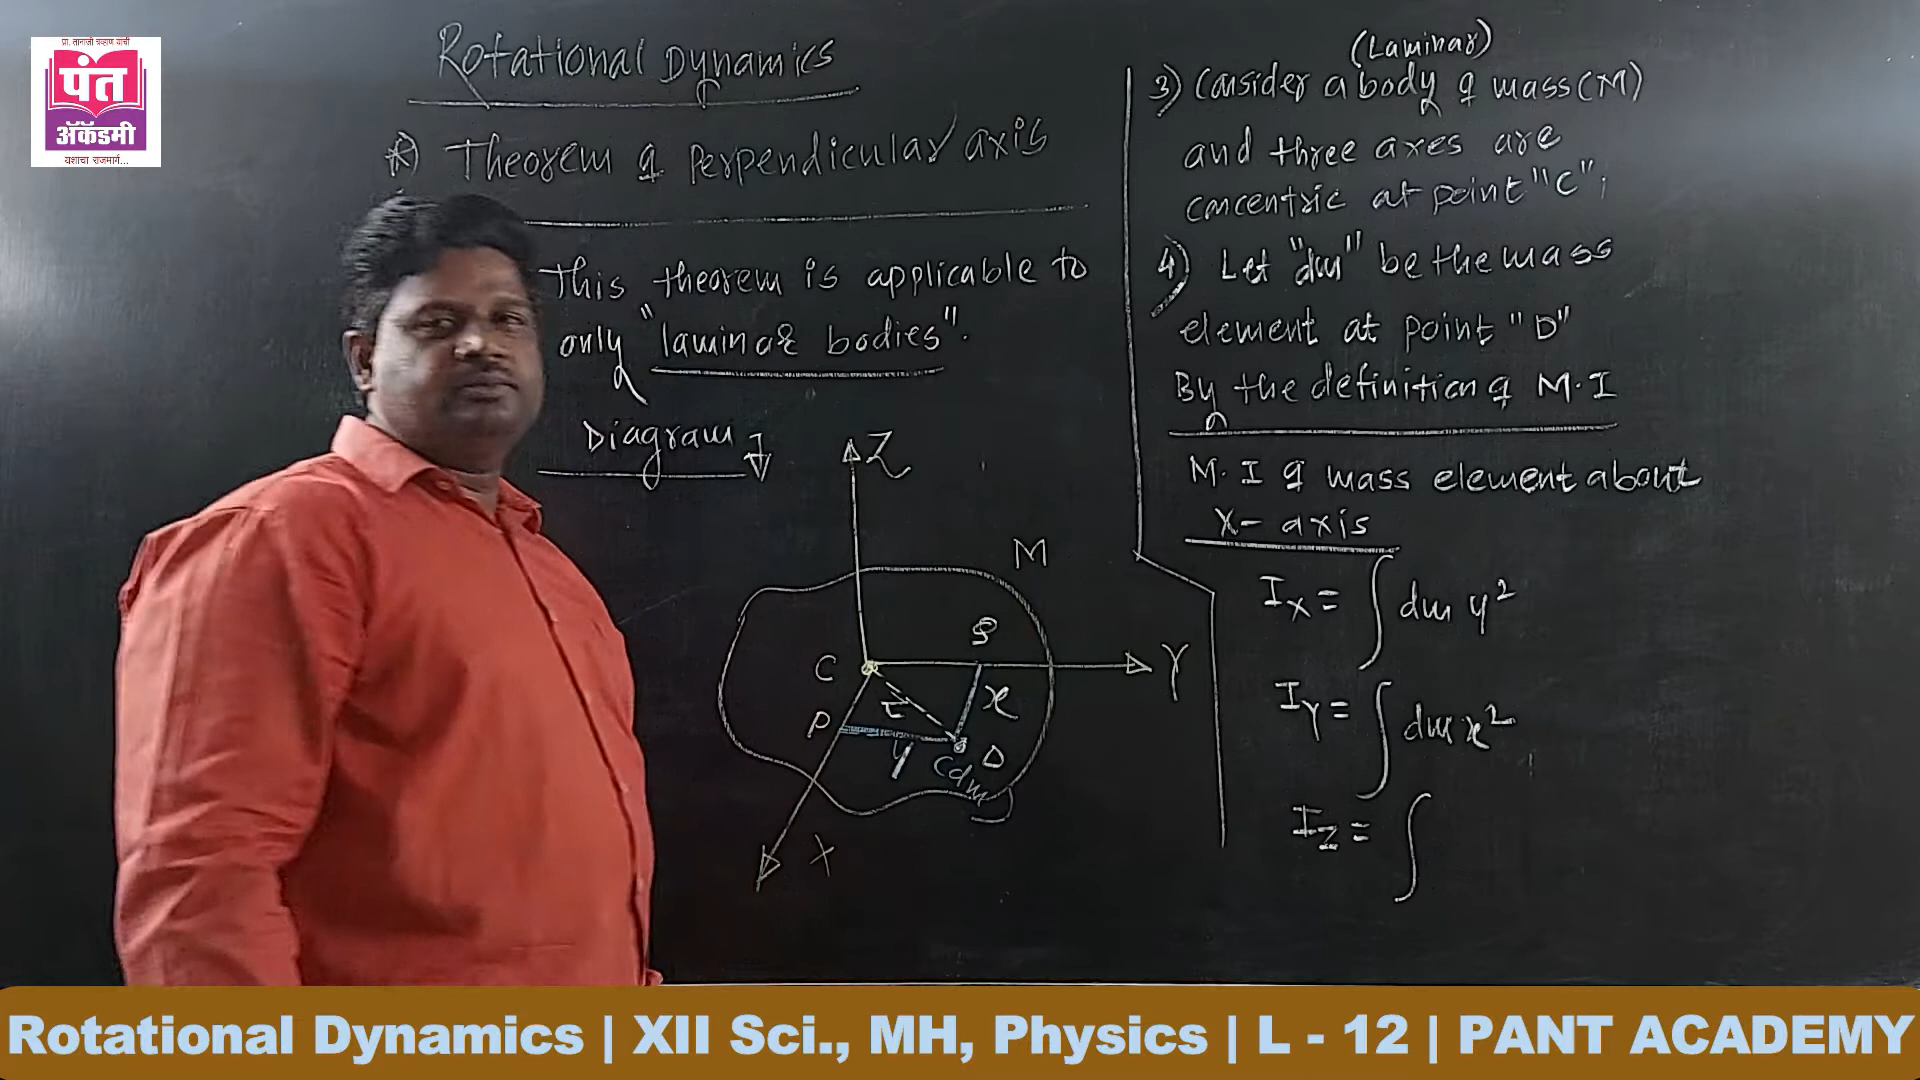 प्रा. तानाजी चव्हाण यांची
पंत
अ‍ॅकॅडमी
यशाचा राजमार्ग...
Rotational Dynamics
*) Theorem of Perpendicular axis
This theorem is applicable to
only "laminar bodies".
Diagram
Z
M
C
S
Y
r
x
P
y
D
(dm)
X
(Laminar)
3) Consider a body of mass (M)
and three axes are
concentric at point "C";
4) Let "dm" be the mass
element at point "D"
By the definition of M.I
M.I of mass element about
X- axis
Ix = ∫ dm y²
IY = ∫ dm x²
Iz = ∫
Rotational Dynamics | XII Sci., MH, Physics | L - 12 | PANT ACADEMY